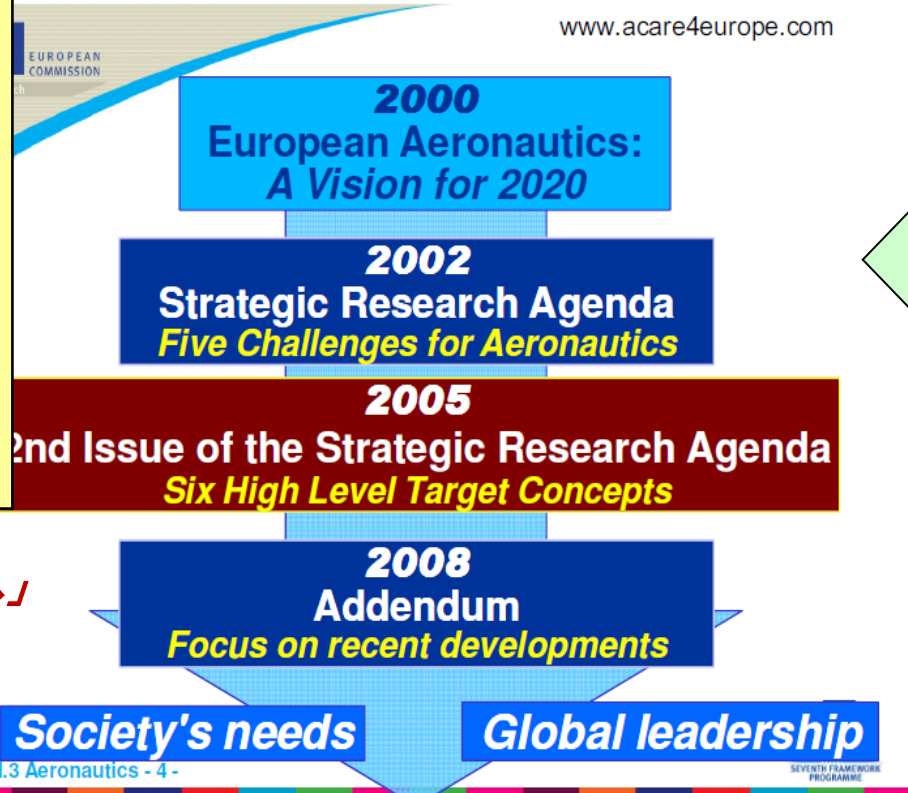 www.acare4europe.com
EUROPEAN
COMMISSION
ch
2000
European Aeronautics:
A Vision for 2020
2002
Strategic Research Agenda
Five Challenges for Aeronautics
2005
2nd Issue of the Strategic Research Agenda
Six High Level Target Concepts
2008
Addendum
Focus on recent developments
Society's needs
Global leadership
.3 Aeronautics - 4 -
SEVENTH FRAMEWORK
PROGRAMME